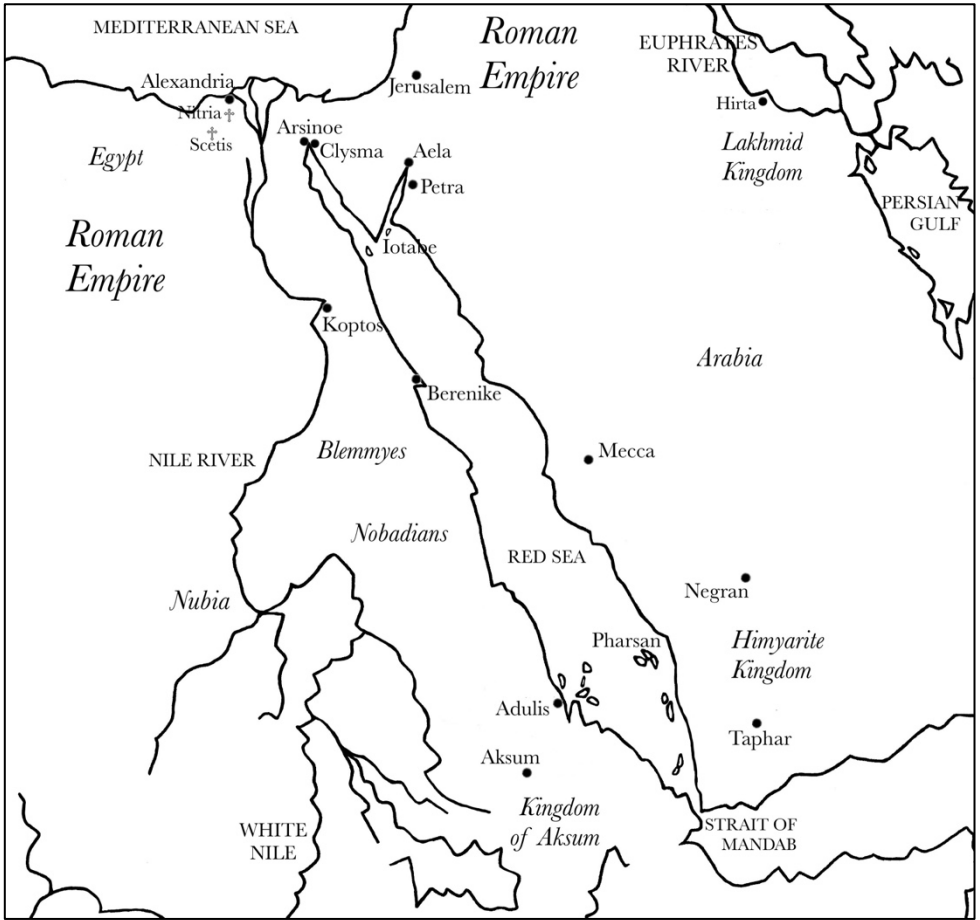 MEDITERRANEAN SEA
Roman
Empire
EUPHRATES
RIVER
Alexandria
Jerusalem
Nitria
Hirta
Arsinoe
Scetis
Clysma
Aela
Lakhmid
Kingdom
Egypt
Petra
PERSIAN
GULF
Roman
Empire
Iotabe
Koptos
Arabia
Berenike
Blemmyes
Mecca
NILE RIVER
Nobadians
RED SEA
Negran
Nubia
Pharsan
Himyarite
Kingdom
Adulis
Taphar
Aksum
Kingdom
of Aksum
WHITE
NILE
STRAIT OF
MANDAB